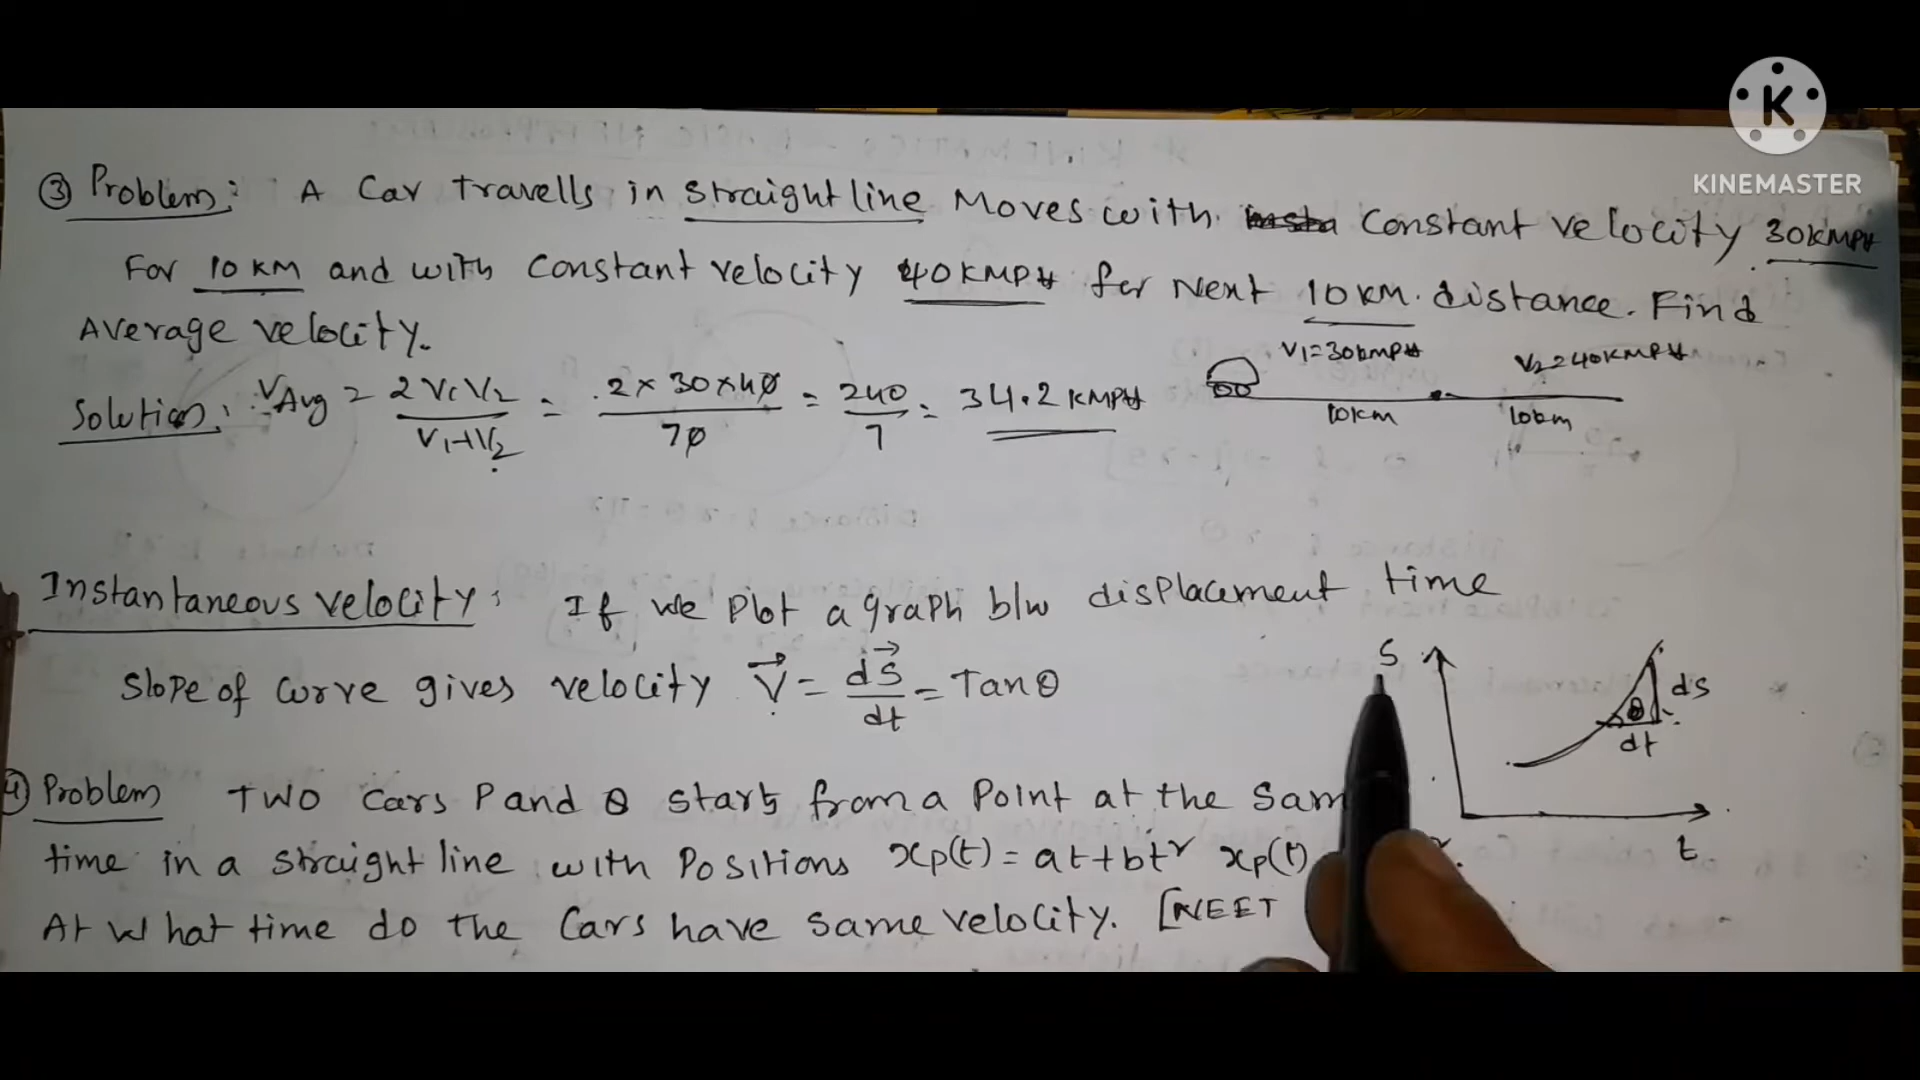 KINEMASTER
③ Problem: A Car Travells in straight line Moves with Constant velocity 30KMPH
For 10 KM and with constant velocity 40KMPH for Next 10KM. distance. Find
Average velocity.
V1=30kmPH V2=40KMPH
Solution: VAvg = 2V1V2 / V1+V2 = 2×30×40 / 70 = 240 / 7 = 34.2 KMPH
10km 10km
Instantaneous velocity: If we Plot a graph b/w displacement time
Slope of curve gives velocity V⃗ = dS⃗ / dt = Tanθ
S
ds
θ
dt
t
④ Problem Two Cars P and Q starts from a Point at the Sam
time in a straight line with Positions xp(t) = at+bt² xp(t)
At what time do the Cars have same velocity. [NEET